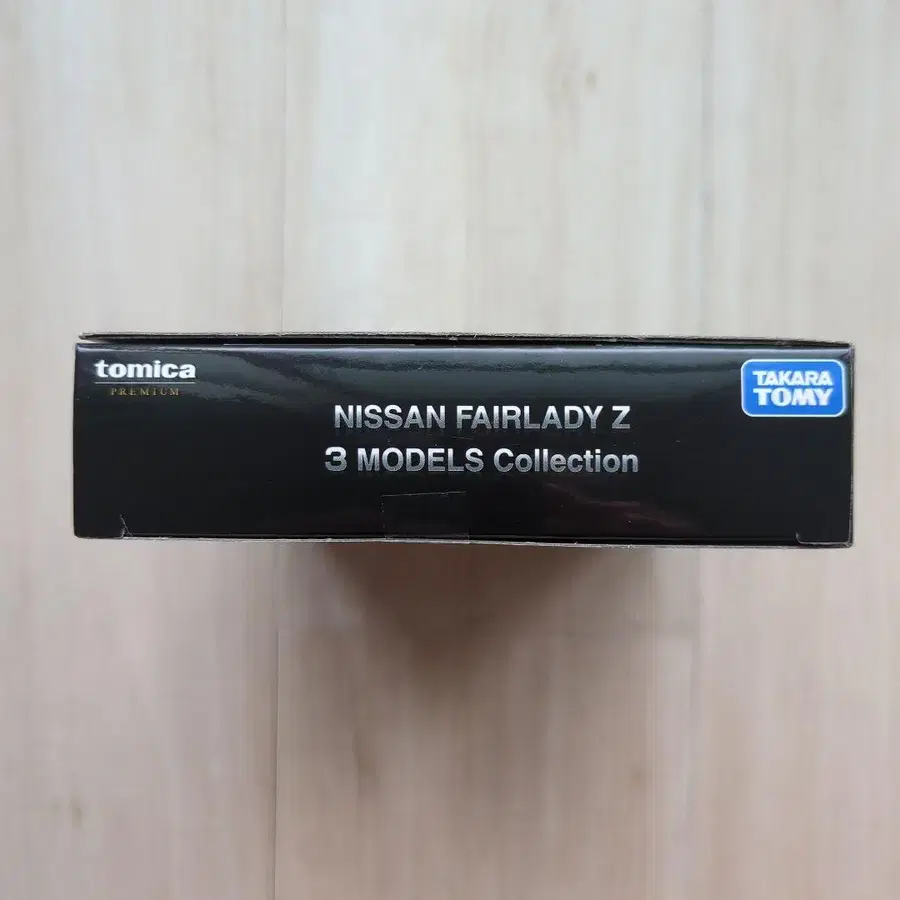 tomica
PREMIUM
TAKARA
TOMY
NISSAN FAIRLADY Z
3 MODELS Collection